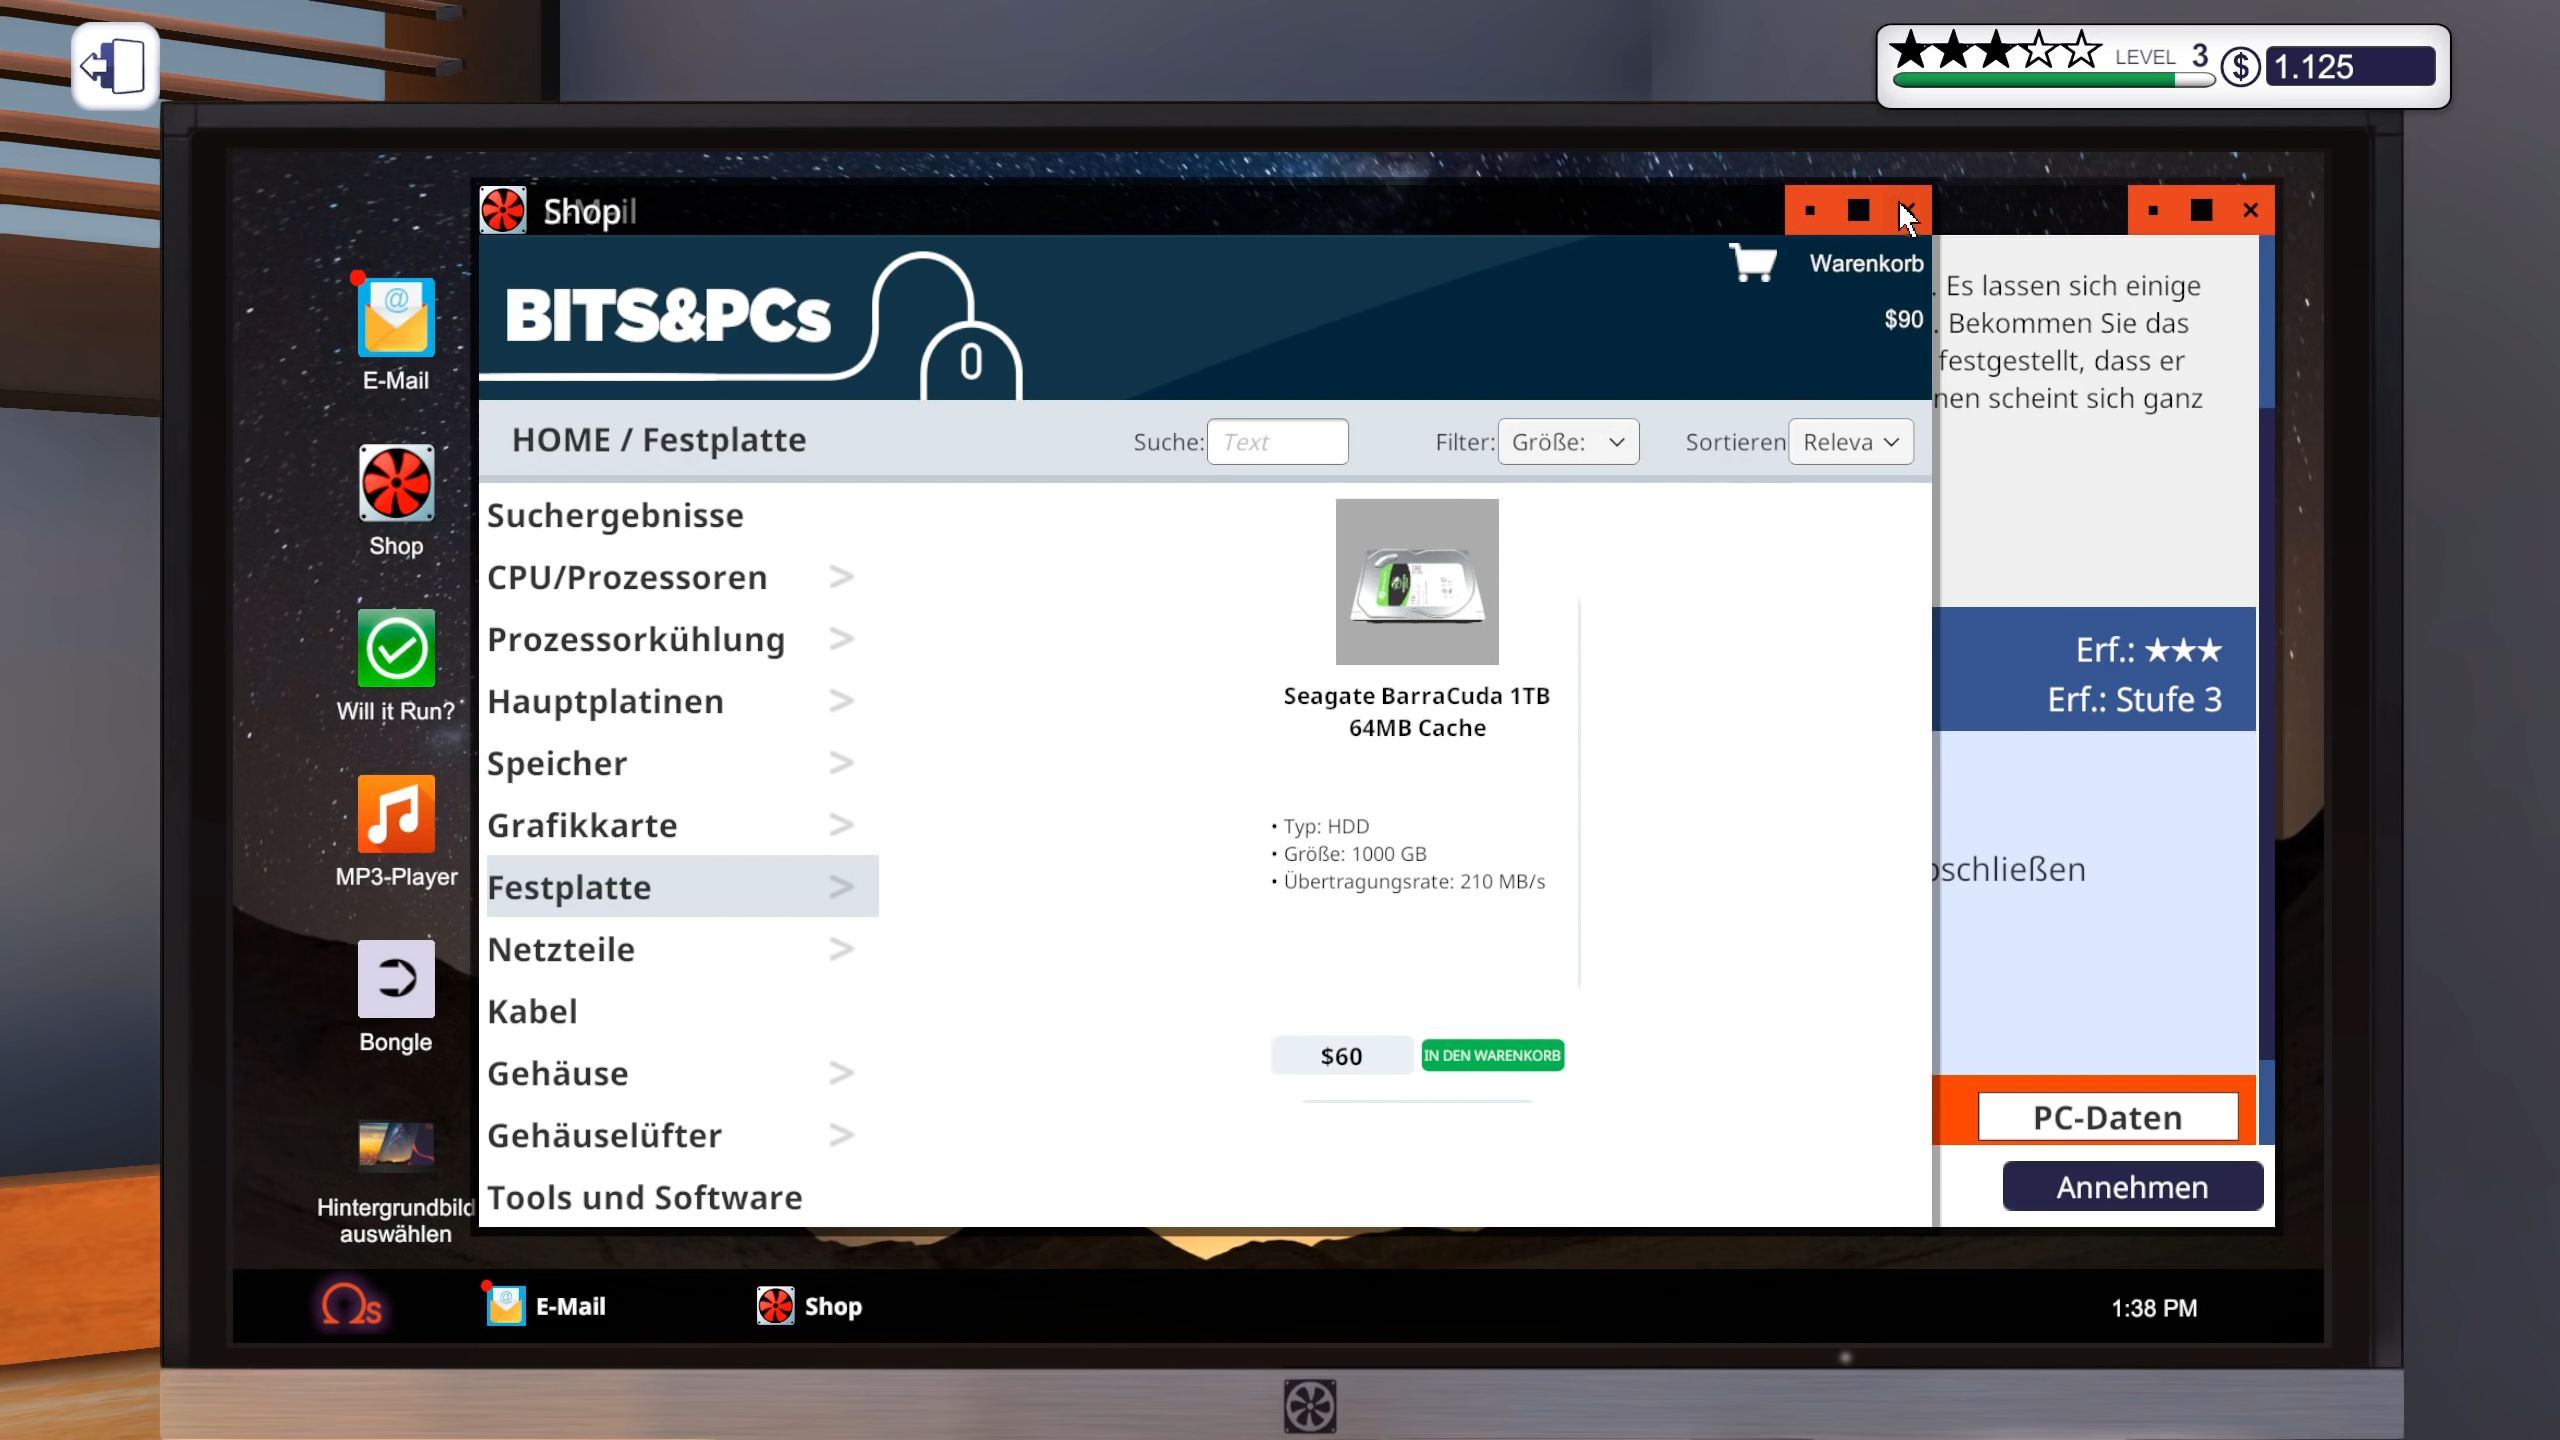 LEVEL 3
$ 1.125
Shop
BITS&PCs
Warenkorb
$90
HOME / Festplatte
Suche: Text
Filter: Größe:
Sortieren Releva
Suchergebnisse
CPU/Prozessoren >
Prozessorkühlung >
Hauptplatinen >
Speicher >
Grafikkarte >
Festplatte >
Netzteile >
Kabel
Gehäuse >
Gehäuselüfter >
Tools und Software
Seagate BarraCuda 1TB
64MB Cache
• Typ: HDD
• Größe: 1000 GB
• Übertragungsrate: 210 MB/s
$60
IN DEN WARENKORB
. Es lassen sich einige
. Bekommen Sie das
festgestellt, dass er
nen scheint sich ganz
Erf.: ★★★
Erf.: Stufe 3
schließen
PC-Daten
Annehmen
E-Mail
Shop
Will it Run?
MP3-Player
Bongle
Hintergrundbild
auswählen
Ωs
E-Mail
Shop
1:38 PM